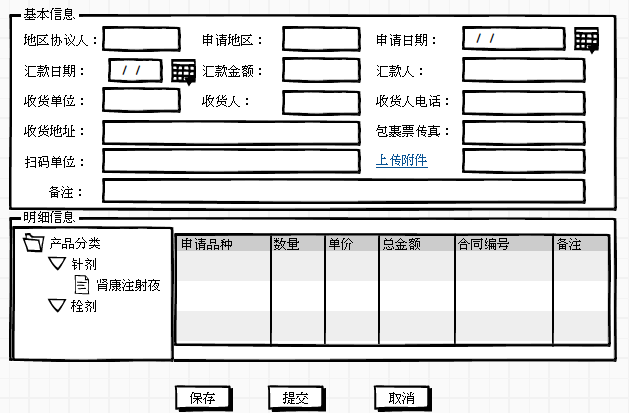 基本信息
地区协议人： 申请地区： 申请日期： / /
汇款日期： / / 汇款金额： 汇款人：
收货单位： 收货人： 收货人电话：
收货地址： 包裹票传真：
扫码单位： 上传附件
备注：
明细信息
产品分类 申请品种 数量 单价 总金额 合同编号 备注
针剂
肾康注射夜
栓剂
保存 提交 取消